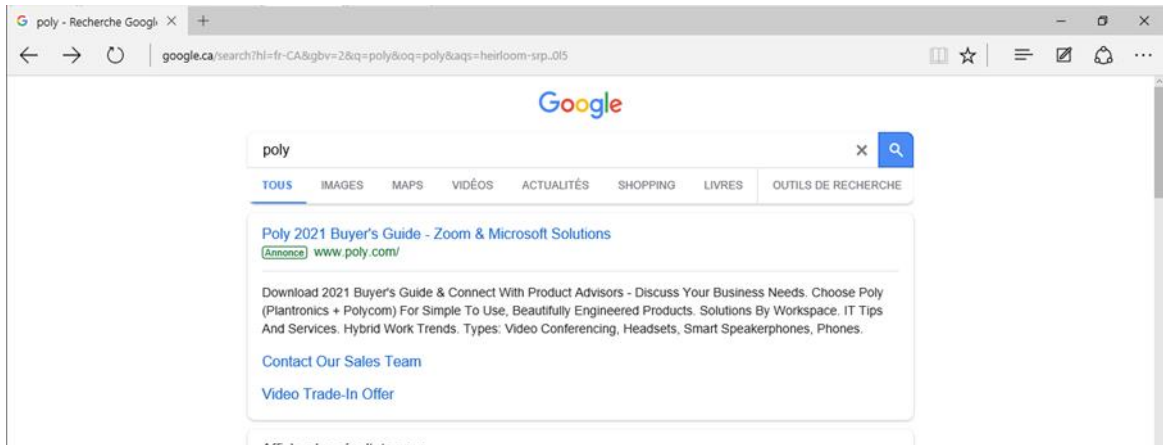 poly - Recherche Googl
google.ca/search?hl=fr-CA&gbv=2&q=poly&oq=poly&aqs=heirloom-srp..0l5
Google
poly
TOUS IMAGES MAPS VIDÉOS ACTUALITÉS SHOPPING LIVRES OUTILS DE RECHERCHE
Poly 2021 Buyer's Guide - Zoom & Microsoft Solutions
Annonce www.poly.com/
Download 2021 Buyer's Guide & Connect With Product Advisors - Discuss Your Business Needs. Choose Poly
(Plantronics + Polycom) For Simple To Use, Beautifully Engineered Products. Solutions By Workspace. IT Tips
And Services. Hybrid Work Trends. Types: Video Conferencing, Headsets, Smart Speakerphones, Phones.
Contact Our Sales Team
Video Trade-In Offer